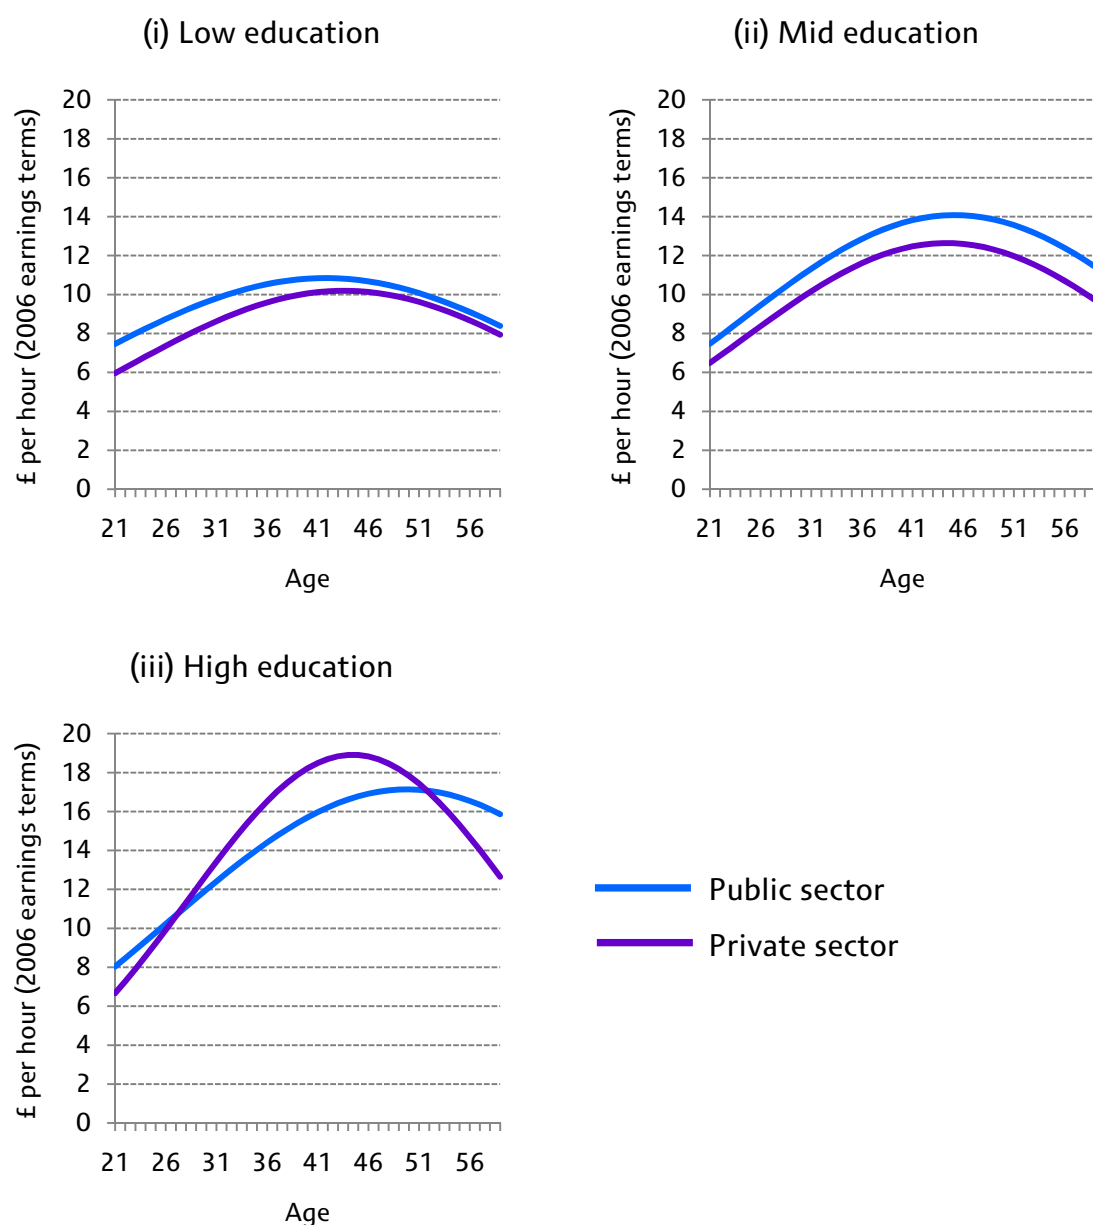 (i) Low education
£ per hour (2006 earnings terms)
20
18
16
14
12
10
8
6
4
2
0
21 26 31 36 41 46 51 56
Age
(ii) Mid education
£ per hour (2006 earnings terms)
20
18
16
14
12
10
8
6
4
2
0
21 26 31 36 41 46 51 56
Age
(iii) High education
£ per hour (2006 earnings terms)
20
18
16
14
12
10
8
6
4
2
0
21 26 31 36 41 46 51 56
Age
Public sector
Private sector